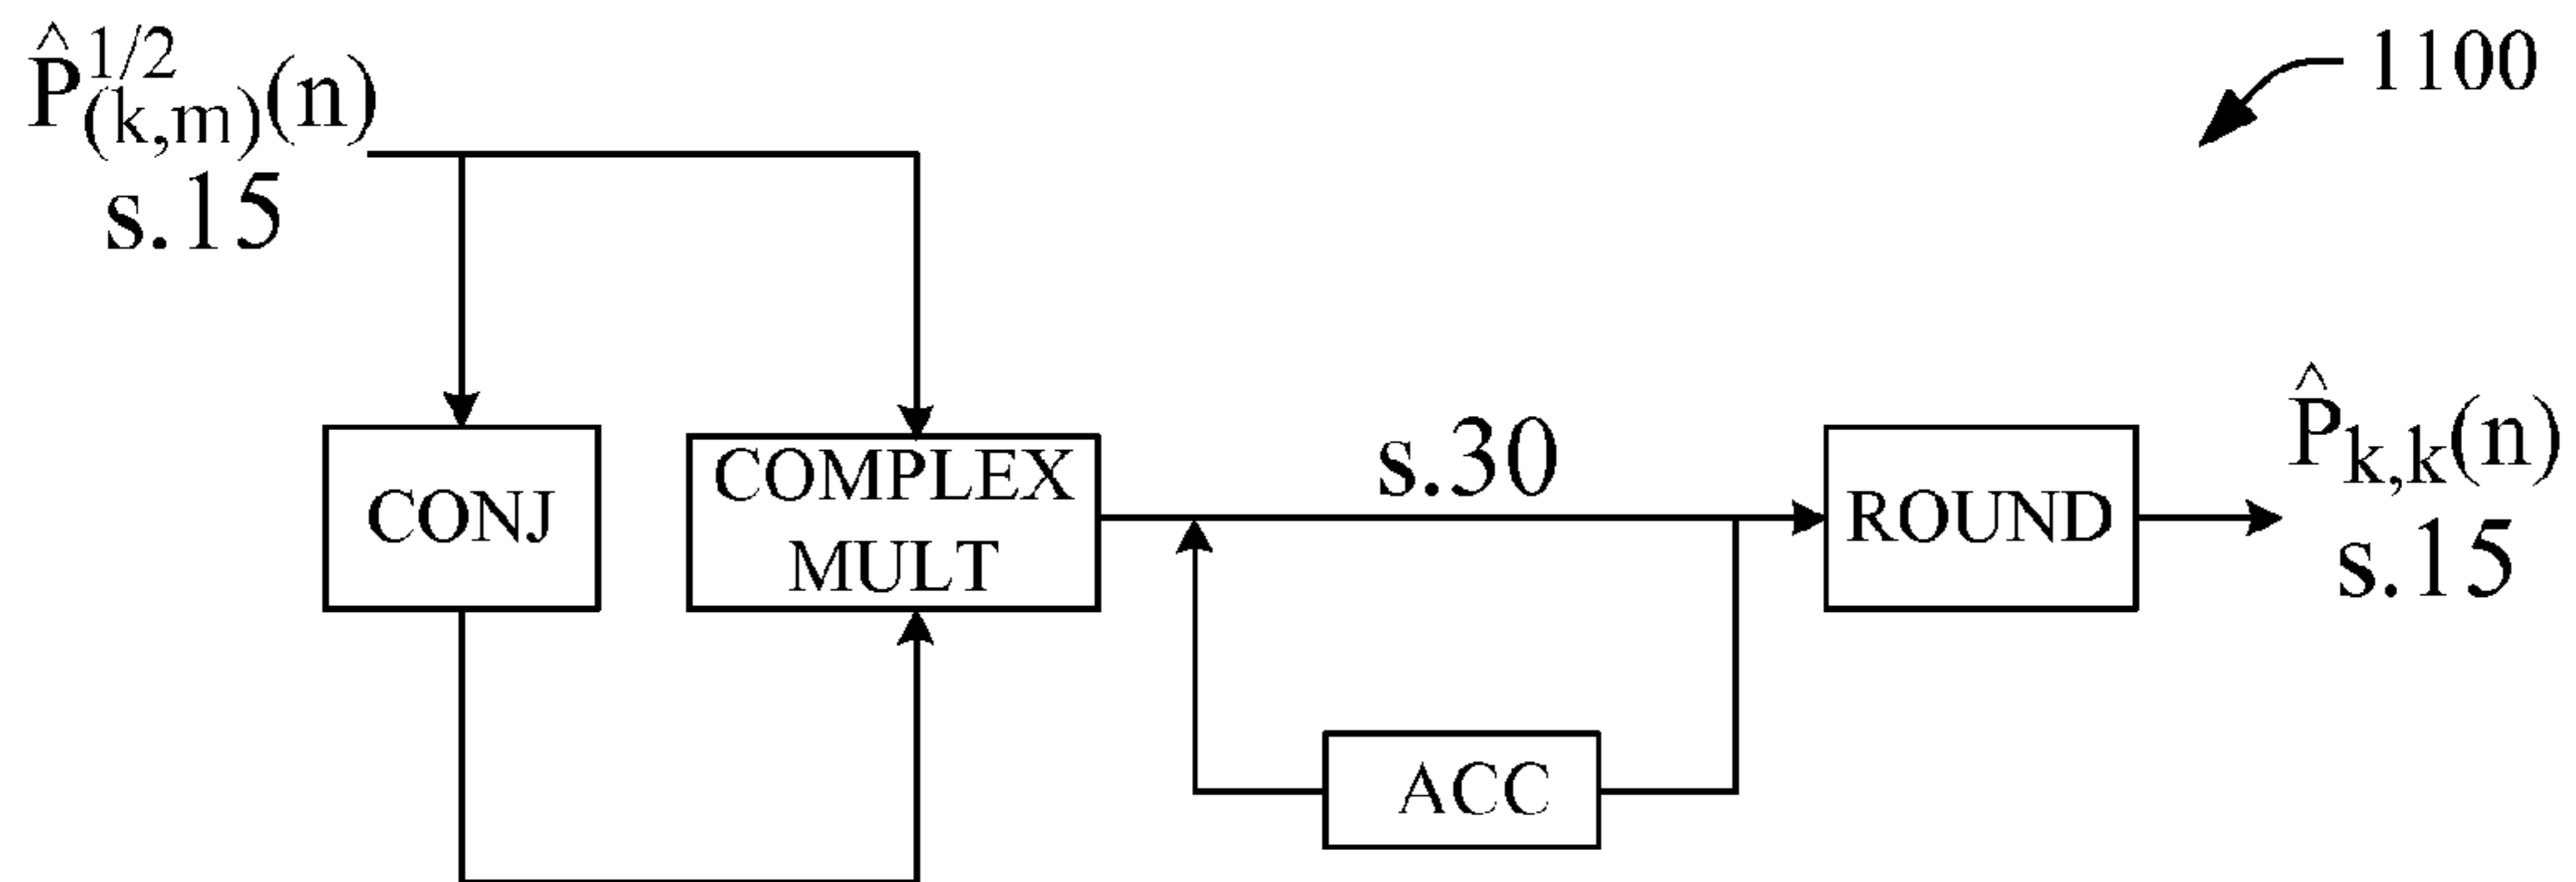 P̂^{1/2}_{(k,m)}(n)
s.15
1100
CONJ
COMPLEX
MULT
s.30
ACC
ROUND
P̂_{k,k}(n)
s.15